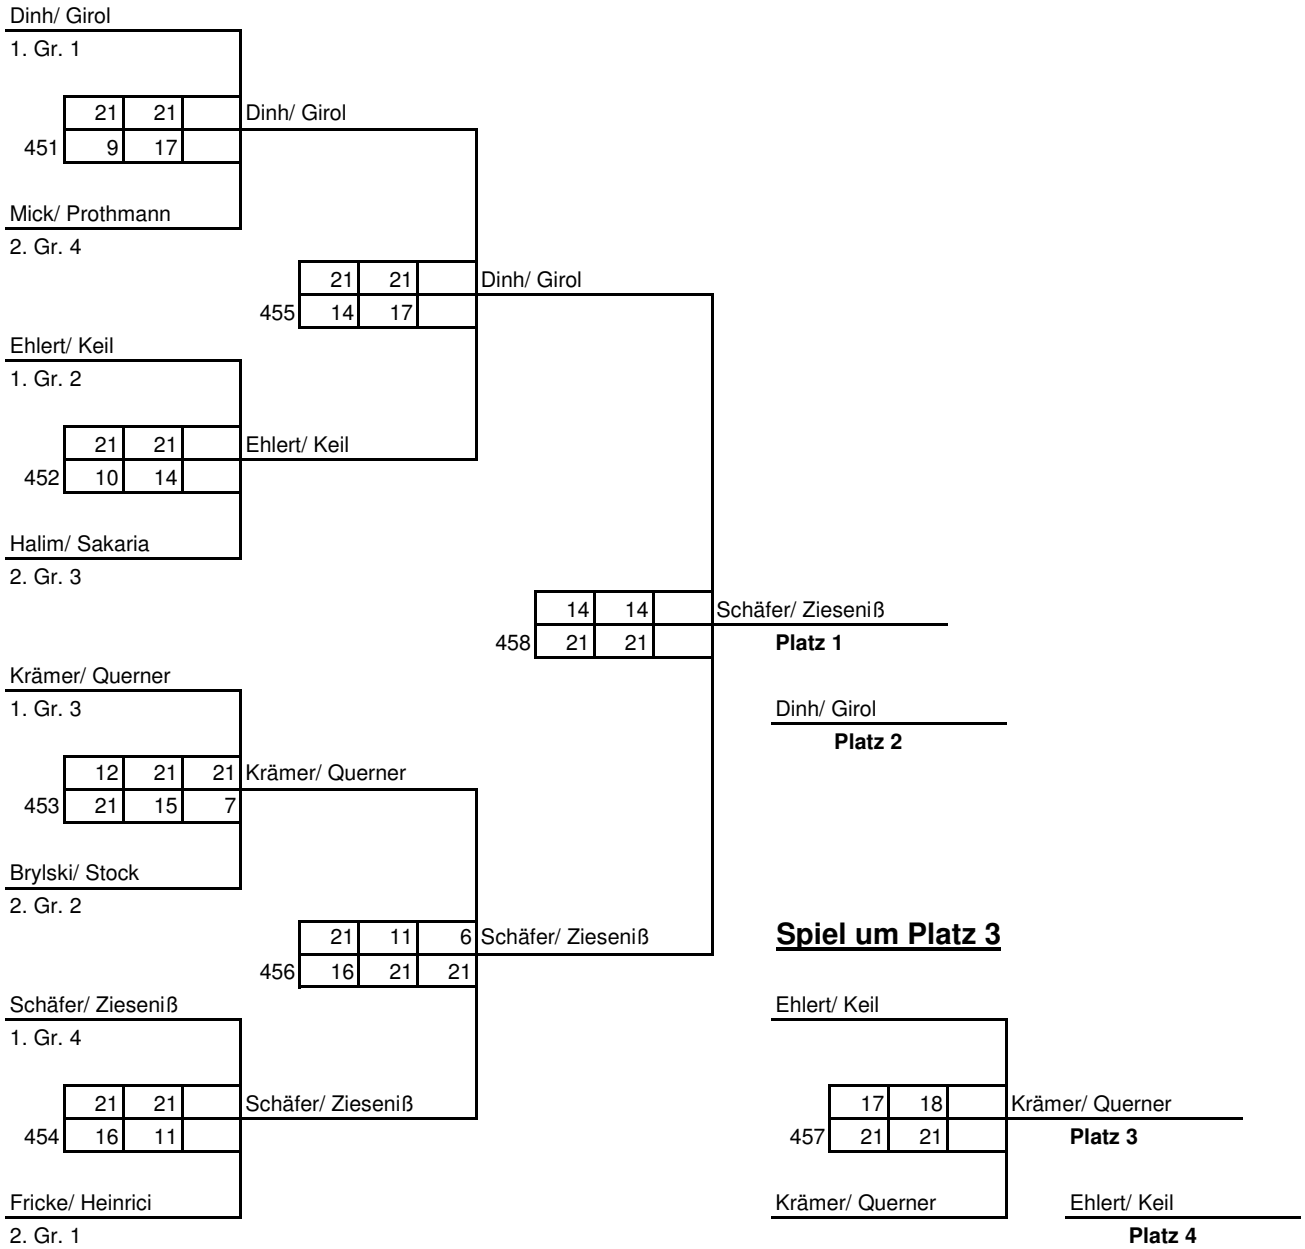 Dinh/ Girol
1. Gr. 1
21 21 Dinh/ Girol
451 9 17
Mick/ Prothmann
2. Gr. 4
21 21 Dinh/ Girol
455 14 17
Ehlert/ Keil
1. Gr. 2
21 21 Ehlert/ Keil
452 10 14
Halim/ Sakaria
2. Gr. 3
14 14 Schäfer/ Zieseniß
458 21 21 Platz 1
Krämer/ Querner
1. Gr. 3 Dinh/ Girol
Platz 2
12 21 21 Krämer/ Querner
453 21 15 7
Brylski/ Stock
2. Gr. 2
21 11 6 Schäfer/ Zieseniß Spiel um Platz 3
456 16 21 21
Schäfer/ Zieseniß Ehlert/ Keil
1. Gr. 4
21 21 Schäfer/ Zieseniß 17 18 Krämer/ Querner
454 16 11 457 21 21 Platz 3
Fricke/ Heinrici Krämer/ Querner Ehlert/ Keil
2. Gr. 1 Platz 4